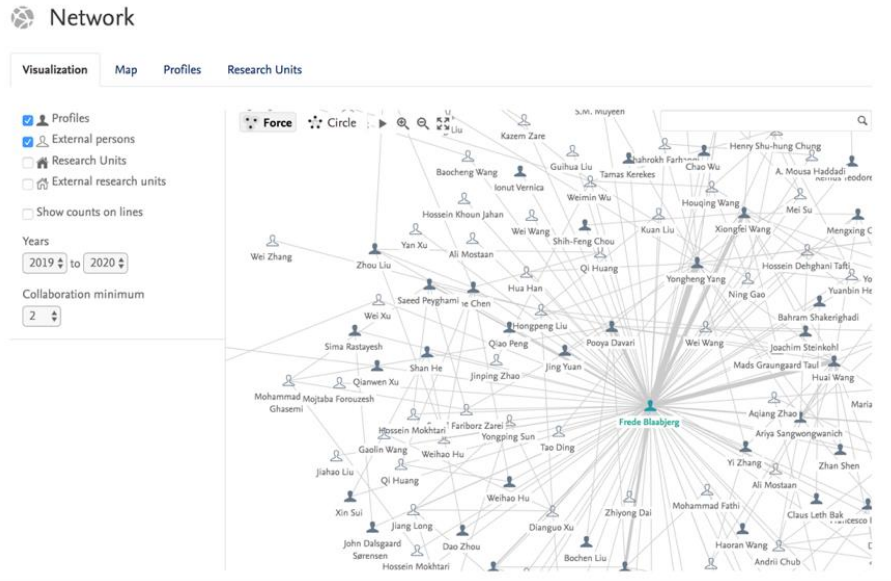 Network
Visualization Map Profiles Research Units
Profiles
External persons
Research Units
External research units
Show counts on lines
Years
2019 to 2020
Collaboration minimum
2
Force Circle
Liu
Kazem Zare
S.M. Muyeen
Henry Shu-hung Chung
Baocheng Wang
Guihua Liu
Tamas Kerekes
Chao Wu
A. Mousa Haddadi
Ionut Vernica
Weimin Wu
Houqing Wang
Mei Su
Hossein Khoun Jahan
Wei Wang
Shih-Feng Chou
Kuan Liu
Xiongfei Wang
Mengxing C
Wei Zhang
Yan Xu
Ali Mostaan
Zhou Liu
Qi Huang
Hossein Dehghani Tafti
Yongheng Yang
Hua Han
Ning Gao
Yuanbin He
Saeed Peyghami
Chen
Wei Xu
Hongpeng Liu
Bahram Shakerighadi
Sima Rastayesh
Qiao Peng
Pooya Davari
Wei Wang
Joachim Steinkohl
Shan He
Jing Yuan
Mads Graungaard Taul
Qianwen Xu
Jinping Zhao
Huai Wang
Mohammad
Ghasemi
Mojtaba Forouzesh
Frede Blaabjerg
Aqiang Zhao
Maria
Hossein Mokhtari
Fariborz Zarei
Yongping Sun
Ariya Sangwongwanich
Gaolin Wang
Weihao Hu
Tao Ding
Yi Zhang
Zhan Shen
Jiahao Liu
Qi Huang
Ali Mostaan
Xin Sui
Weihao Hu
Zhiyong Dai
Mohammad Fathi
Claus Leth Bak
Jiang Long
Dianguo Xu
John Dalsgaard
Sørensen
Dao Zhou
Haoran Wang
Hossein Mokhtari
Bochen Liu
Andrii Chub